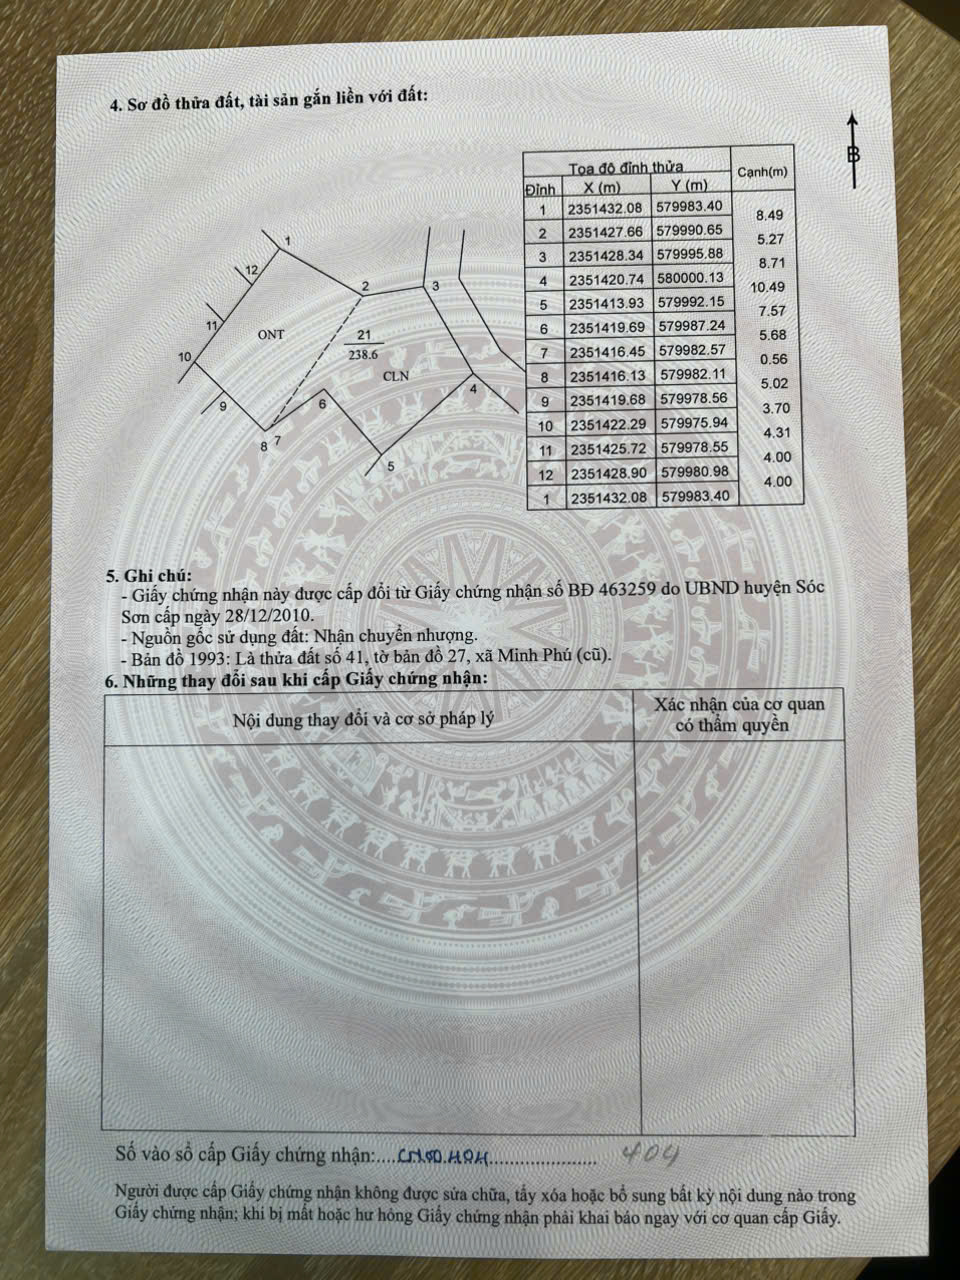 4. Sơ đồ thửa đất, tài sản gắn liền với đất:
B
1
2
3
4
5
6
7
8
9
10
11
12
ONT
21
238.6
CLN
Tọa độ đỉnh thửa Cạnh(m)
Đỉnh X (m) Y (m)
1 2351432.08 579983.40
8.49
2 2351427.66 579990.65
5.27
3 2351428.34 579995.88
8.71
4 2351420.74 580000.13
10.49
5 2351413.93 579992.15
7.57
6 2351419.69 579987.24
5.68
7 2351416.45 579982.57
0.56
8 2351416.13 579982.11
5.02
9 2351419.68 579978.56
3.70
10 2351422.29 579975.94
4.31
11 2351425.72 579978.55
4.00
12 2351428.90 579980.98
4.00
1 2351432.08 579983.40
5. Ghi chú:
- Giấy chứng nhận này được cấp đổi từ Giấy chứng nhận số BĐ 463259 do UBND huyện Sóc
Sơn cấp ngày 28/12/2010.
- Nguồn gốc sử dụng đất: Nhận chuyển nhượng.
- Bản đồ 1993: Là thửa đất số 41, tờ bản đồ 27, xã Minh Phú (cũ).
6. Những thay đổi sau khi cấp Giấy chứng nhận:
Nội dung thay đổi và cơ sở pháp lý
Xác nhận của cơ quan
có thẩm quyền
Số vào sổ cấp Giấy chứng nhận:.... 404
Người được cấp Giấy chứng nhận không được sửa chữa, tẩy xóa hoặc bổ sung bất kỳ nội dung nào trong
Giấy chứng nhận; khi bị mất hoặc hư hỏng Giấy chứng nhận phải khai báo ngay với cơ quan cấp Giấy.